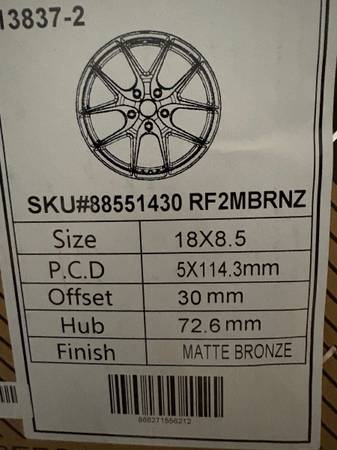 13837-2
SKU#88551430 RF2MBRNZ
Size 18X8.5
P.C.D 5X114.3mm
Offset 30 mm
Hub 72.6 mm
Finish MATTE BRONZE